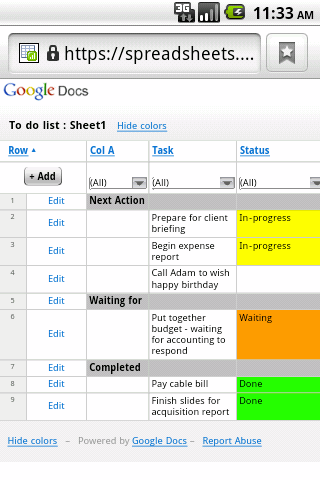 3G 11:33 AM
https://spreadsheets....
Google Docs
To do list : Sheet1 Hide colors
Row ▲ Col A Task Status
+ Add (All) (All) (All)
1 Next Action
2 Edit Prepare for client In-progress
briefing
3 Edit Begin expense In-progress
report
4 Edit Call Adam to wish
happy birthday
5 Edit Waiting for
6 Edit Put together Waiting
budget - waiting
for accounting to
respond
7 Edit Completed
8 Edit Pay cable bill Done
9 Edit Finish slides for Done
acquisition report
Hide colors – Powered by Google Docs – Report Abuse